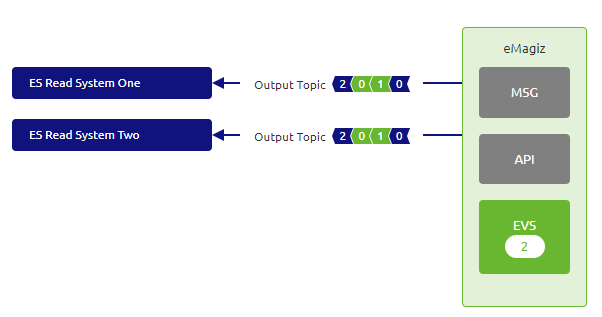 eMagiz
ES Read System One
Output Topic 2 0 1 0
MSG
ES Read System Two
Output Topic 2 0 1 0
API
EVS
2